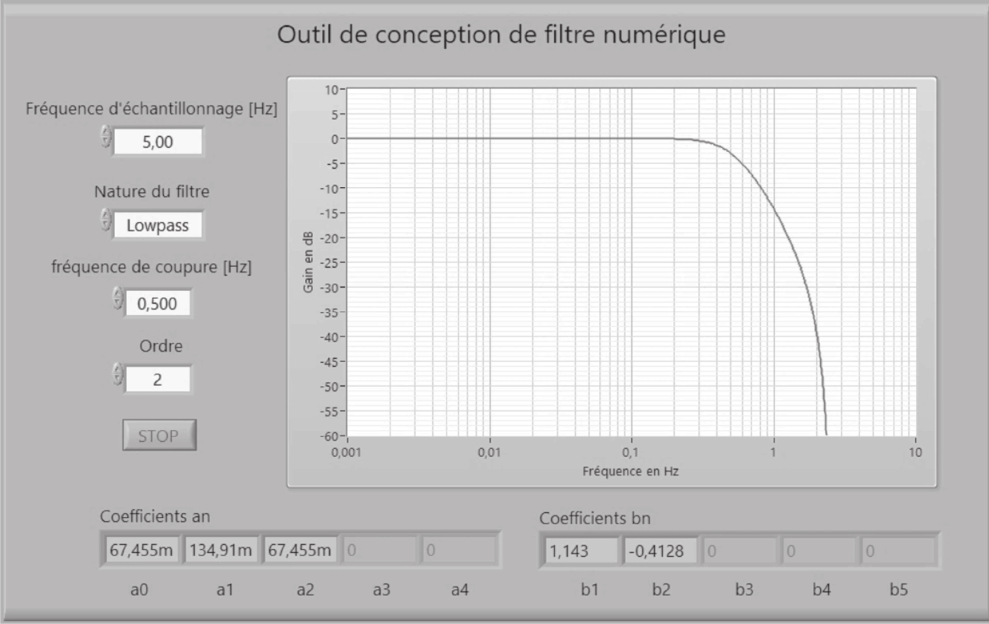 Outil de conception de filtre numérique
Fréquence d'échantillonnage [Hz]
5,00
Nature du filtre
Lowpass
fréquence de coupure [Hz]
0,500
Ordre
2
STOP
Gain en dB
10
5
0
-5
-10
-15
-20
-25
-30
-35
-40
-45
-50
-55
-60
0,001
0,01
0,1
1
10
Fréquence en Hz
Coefficients an
67,455m 134,91m 67,455m 0 0
a0 a1 a2 a3 a4
Coefficients bn
1,143 -0,4128 0 0 0
b1 b2 b3 b4 b5